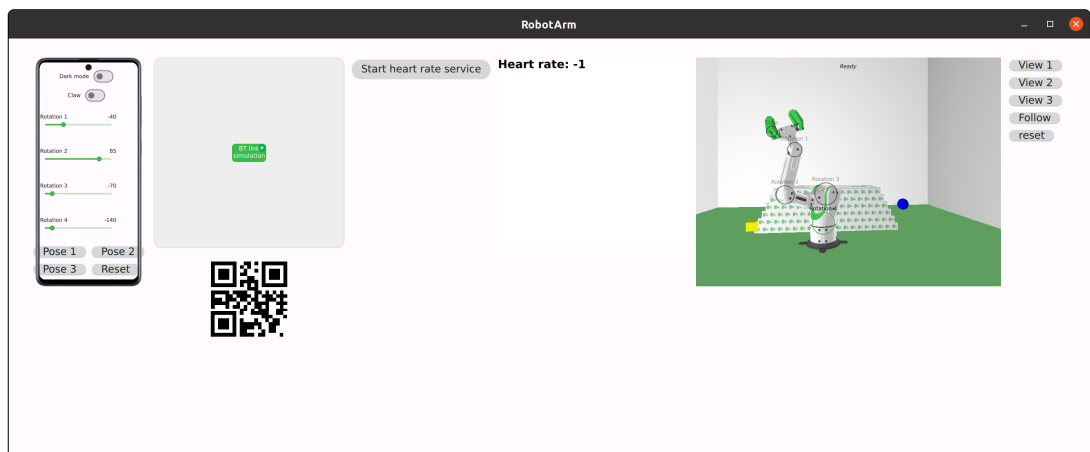 RobotArm
Dark mode
Claw
Rotation 1 -40
Rotation 2 85
Rotation 3 -70
Rotation 4 -140
Pose 1 Pose 2
Pose 3 Reset
BT link
simulation
Start heart rate service
Heart rate: -1
Ready
Rotation 1
Rotation 2
Rotation 3
Rotation 4
View 1
View 2
View 3
Follow
reset